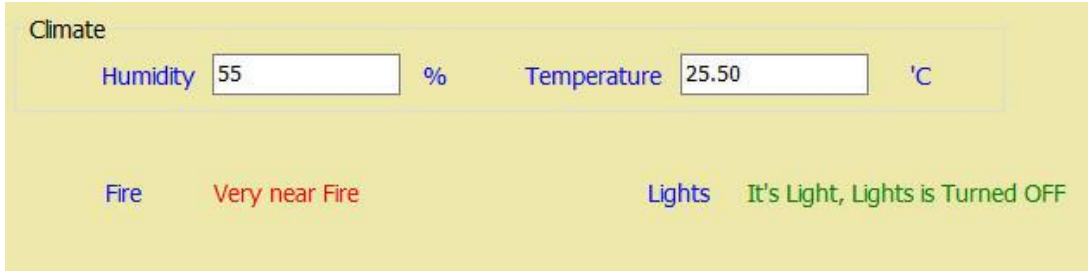 Climate
Humidity 55 % Temperature 25.50 'C
Fire Very near Fire Lights It's Light, Lights is Turned OFF